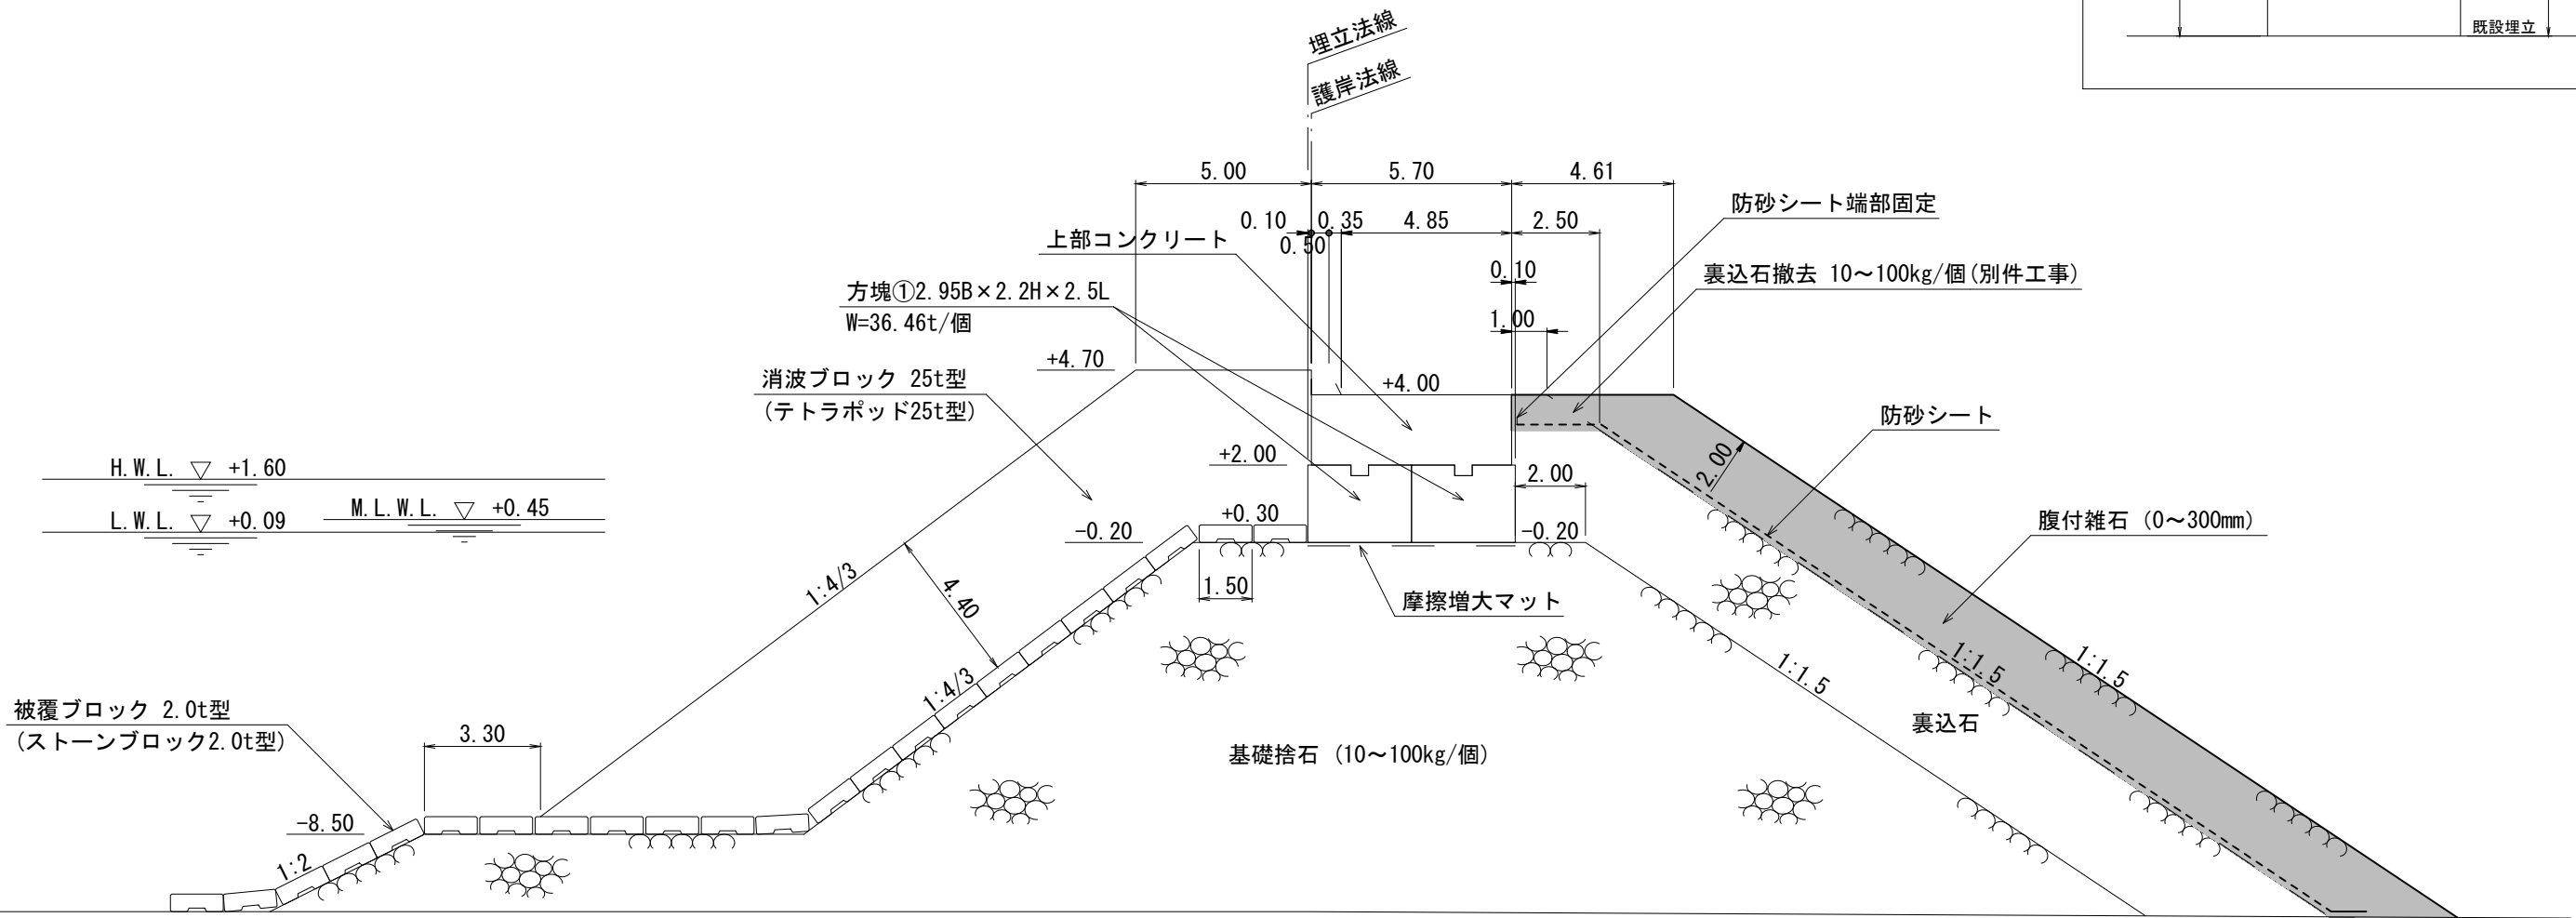 既設埋立
埋立法線
護岸法線
5.00
5.70
4.61
0.10
0.35
4.85
2.50
0.50
防砂シート端部固定
上部コンクリート
0.10
裏込石撤去 10～100kg/個(別件工事)
方塊①2.95B×2.2H×2.5L
W=36.46t/個
1.00
+4.70
消波ブロック 25t型
(テトラポッド25t型)
+4.00
防砂シート
H.W.L. ▽ +1.60
+2.00
2.00
2.00
M.L.W.L. ▽ +0.45
L.W.L. ▽ +0.09
+0.30
-0.20
-0.20
腹付雑石 (0～300mm)
1:4/3
4.40
1.50
摩擦増大マット
1:4/3
1:1.5
1:1.5
1:1.5
被覆ブロック 2.0t型
(ストーンブロック2.0t型)
3.30
裏込石
基礎捨石 (10～100kg/個)
-8.50
1:2